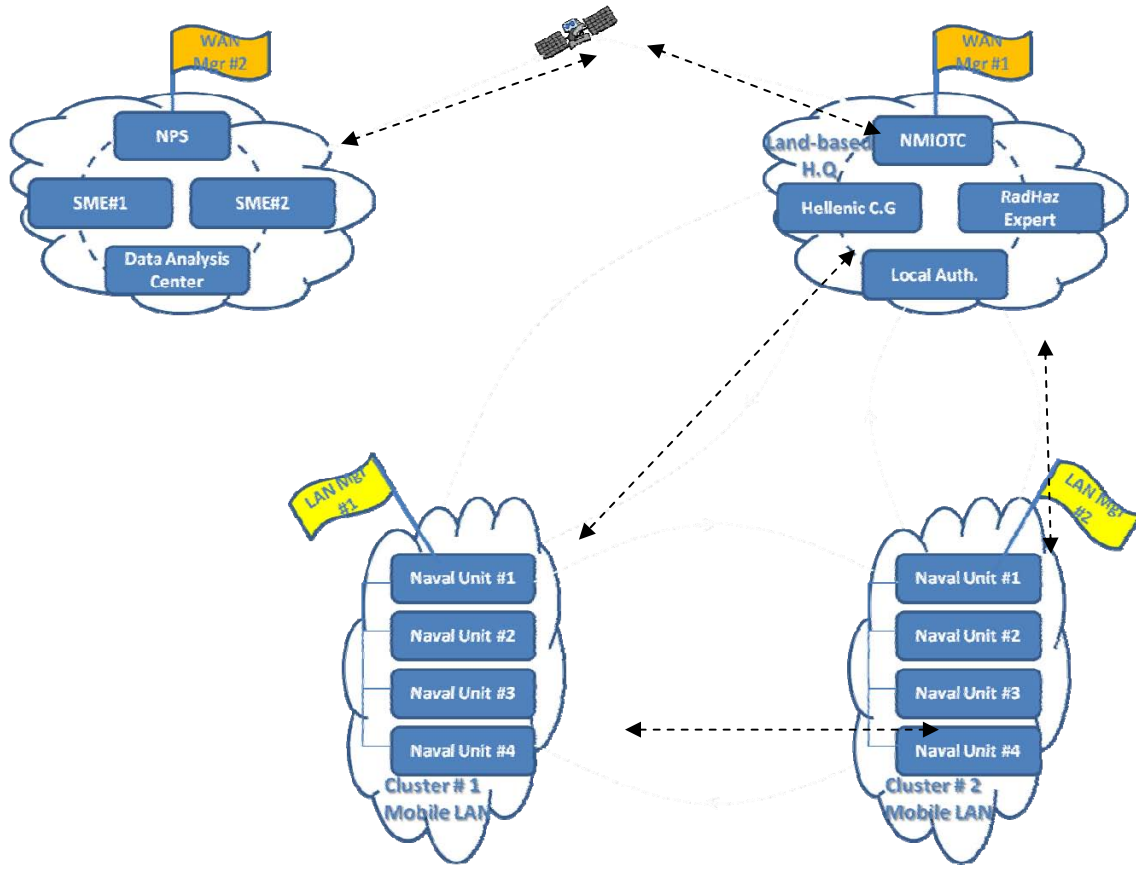 WAN
Mgr #2
NPS
SME#1
SME#2
Data Analysis
Center
WAN
Mgr #1
Land-based
H.Q
NMIOTC
Hellenic C.G
RadHaz
Expert
Local Auth.
LAN Mgr
#1
Naval Unit #1
Naval Unit #2
Naval Unit #3
Naval Unit #4
Cluster # 1
Mobile LAN
LAN Mgr
#2
Naval Unit #1
Naval Unit #2
Naval Unit #3
Naval Unit #4
Cluster # 2
Mobile LAN